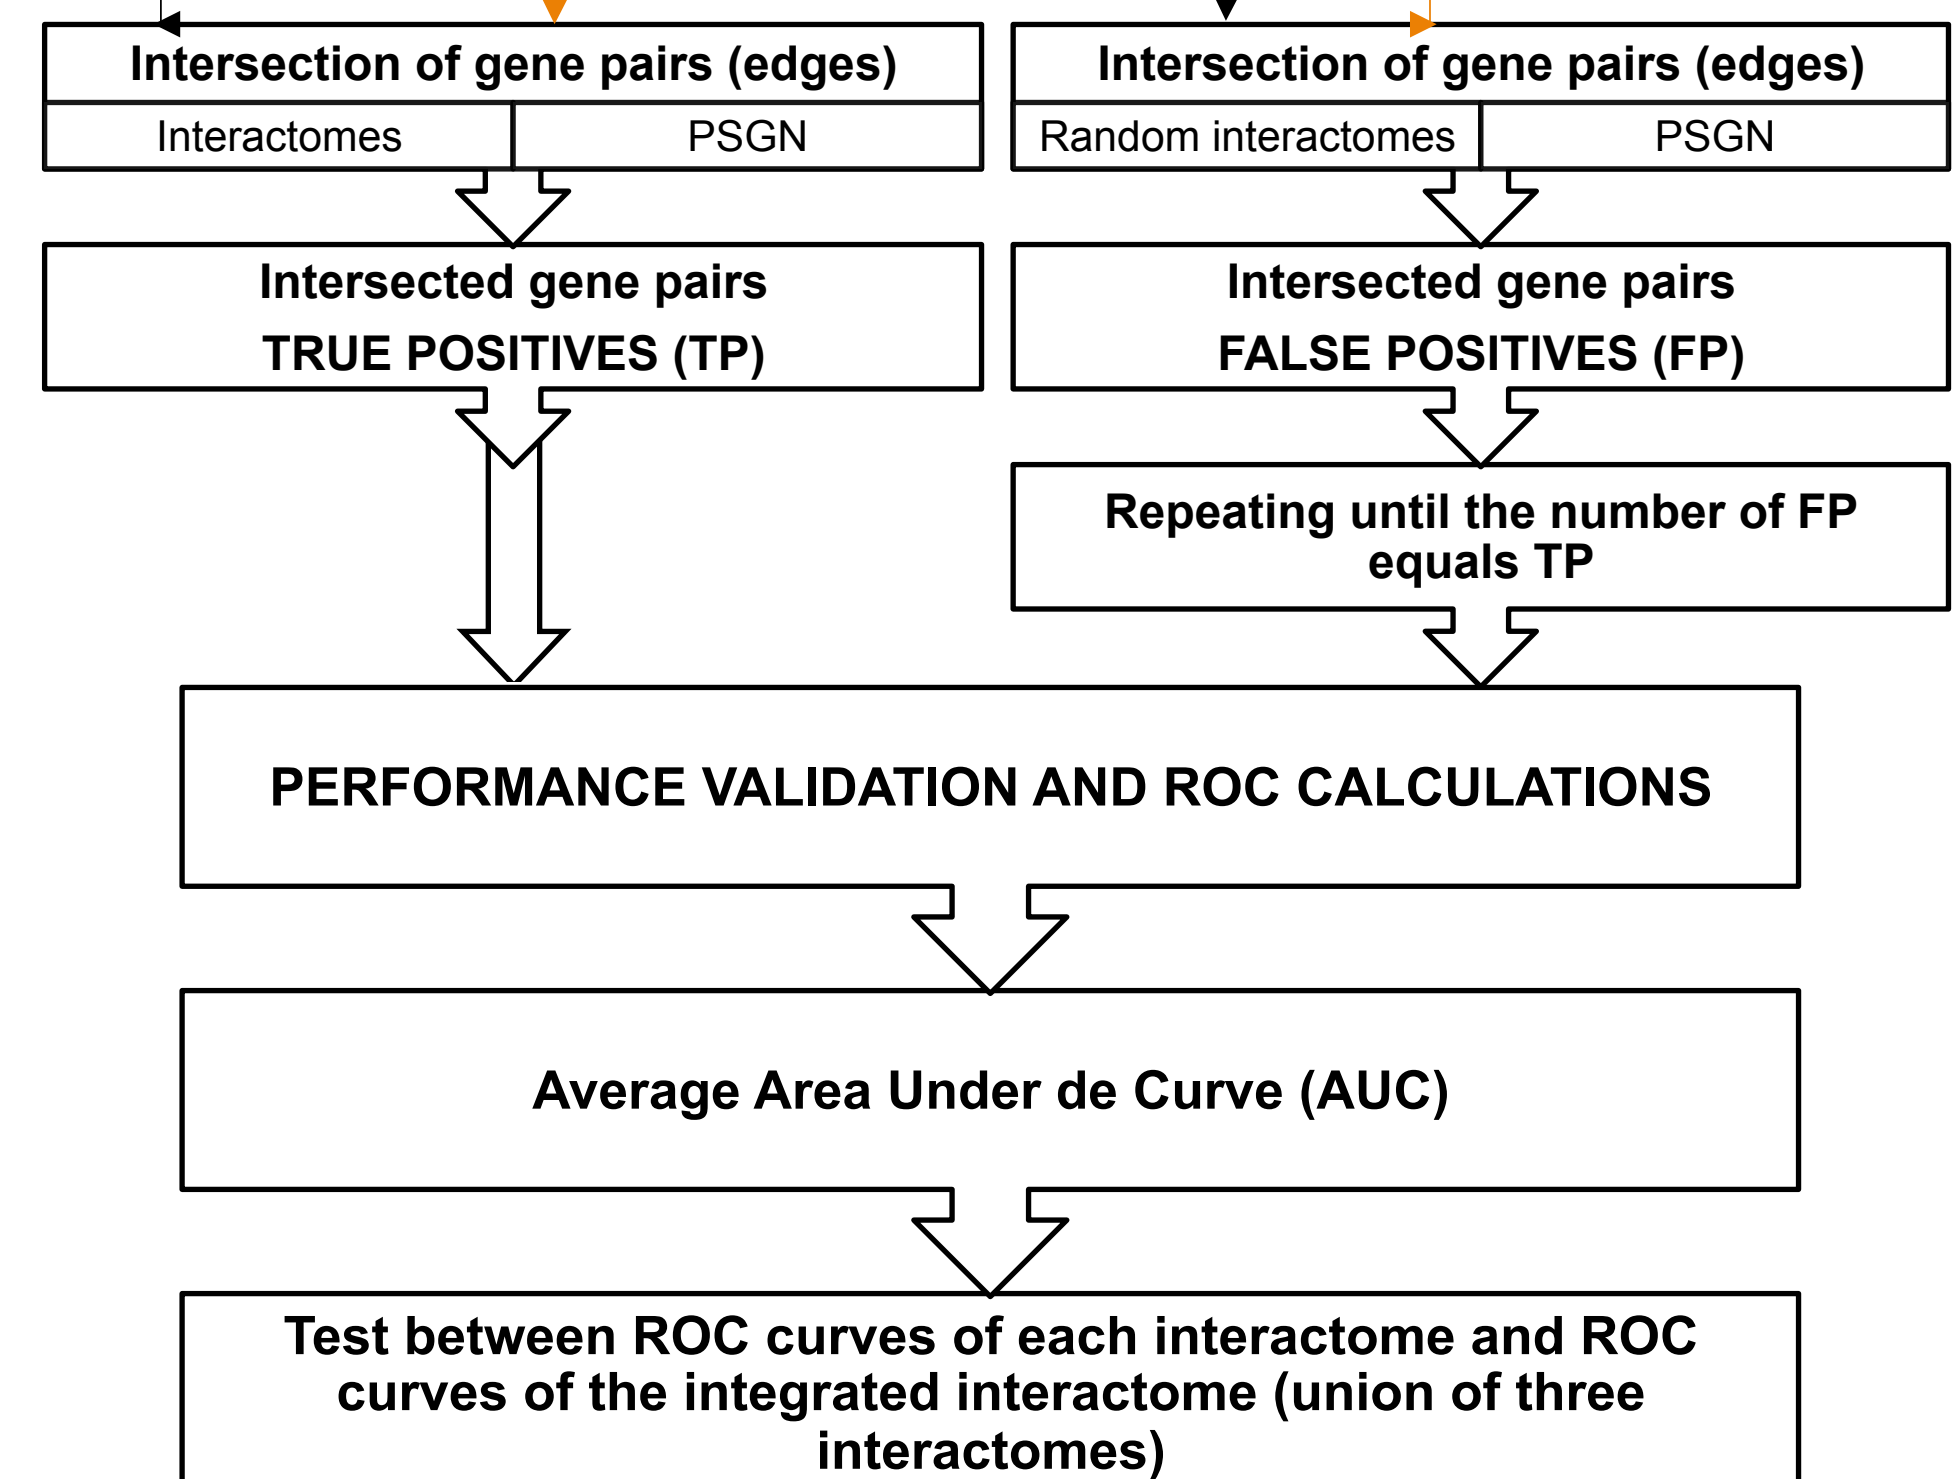 Intersection of gene pairs (edges)
Interactomes
PSGN
Intersection of gene pairs (edges)
Random interactomes
PSGN
Intersected gene pairs
TRUE POSITIVES (TP)
Intersected gene pairs
FALSE POSITIVES (FP)
Repeating until the number of FP
equals TP
PERFORMANCE VALIDATION AND ROC CALCULATIONS
Average Area Under de Curve (AUC)
Test between ROC curves of each interactome and ROC
curves of the integrated interactome (union of three
interactomes)